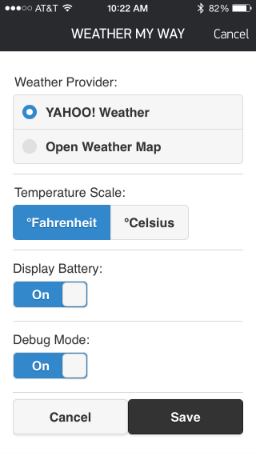 AT&T 10:22 AM 82%
WEATHER MY WAY Cancel
Weather Provider:
YAHOO! Weather
Open Weather Map
Temperature Scale:
°Fahrenheit °Celsius
Display Battery:
On
Debug Mode:
On
Cancel Save